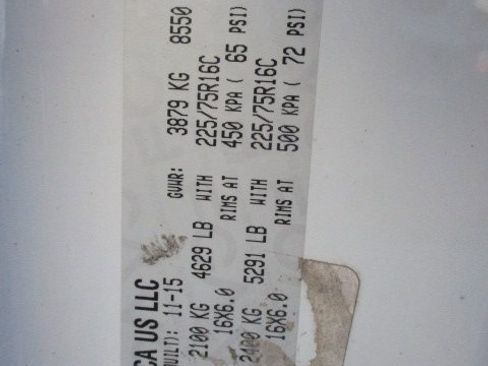 CA US LLC
UILT): 11-15 GVWR: 3879 KG 8550
2100 KG 4629 LB WITH 225/75R16C
16X6.0 RIMS AT 450 KPA ( 65 PSI)
2400 KG 5291 LB WITH 225/75R16C
16X6.0 RIMS AT 500 KPA ( 72 PSI)